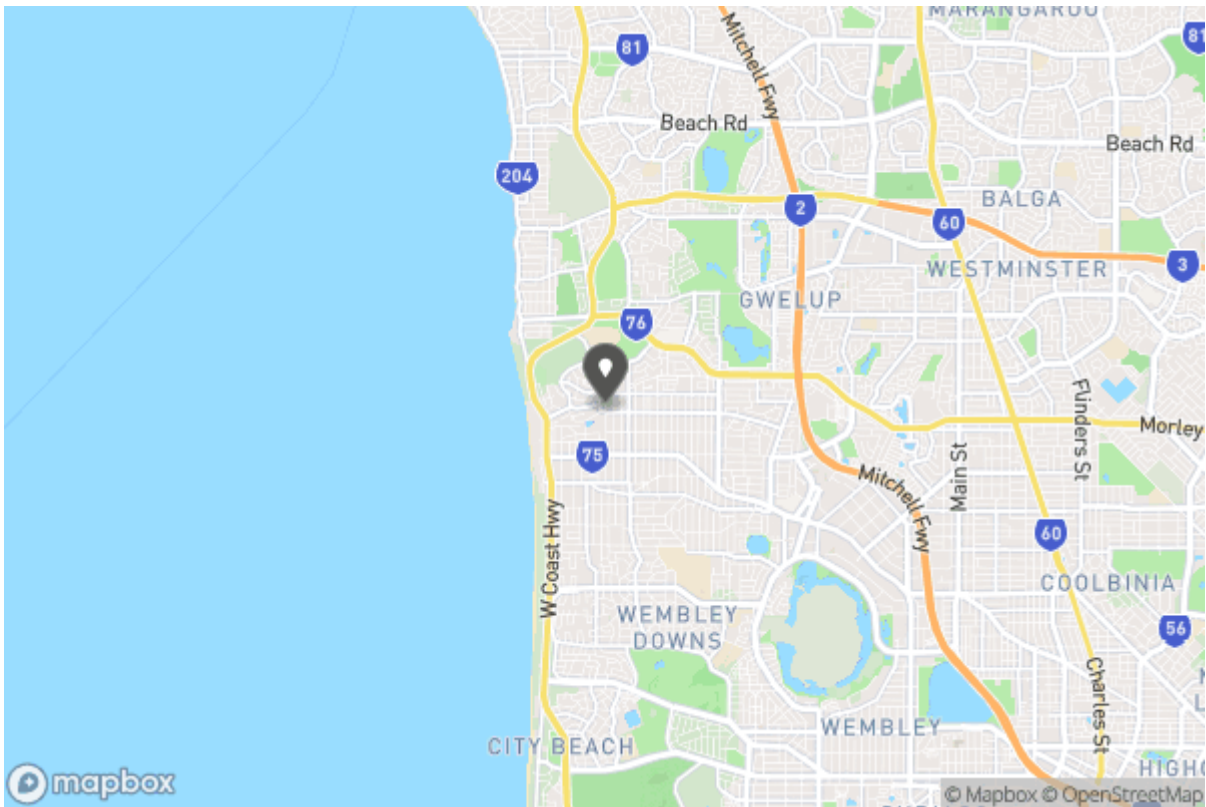 MARANGAROO
81
81
Mitchell Fwy
Beach Rd
Beach Rd
204
BALGA
2
60
WESTMINSTER
3
GWELUP
76
Flinders St
Morley
75
Main St
Mitchell Fwy
60
W Coast Hwy
COOLBINIA
WEMBLEY
DOWNS
56
Charles St
WEMBLEY
CITY BEACH
HIGHG
mapbox
© Mapbox © OpenStreetMap